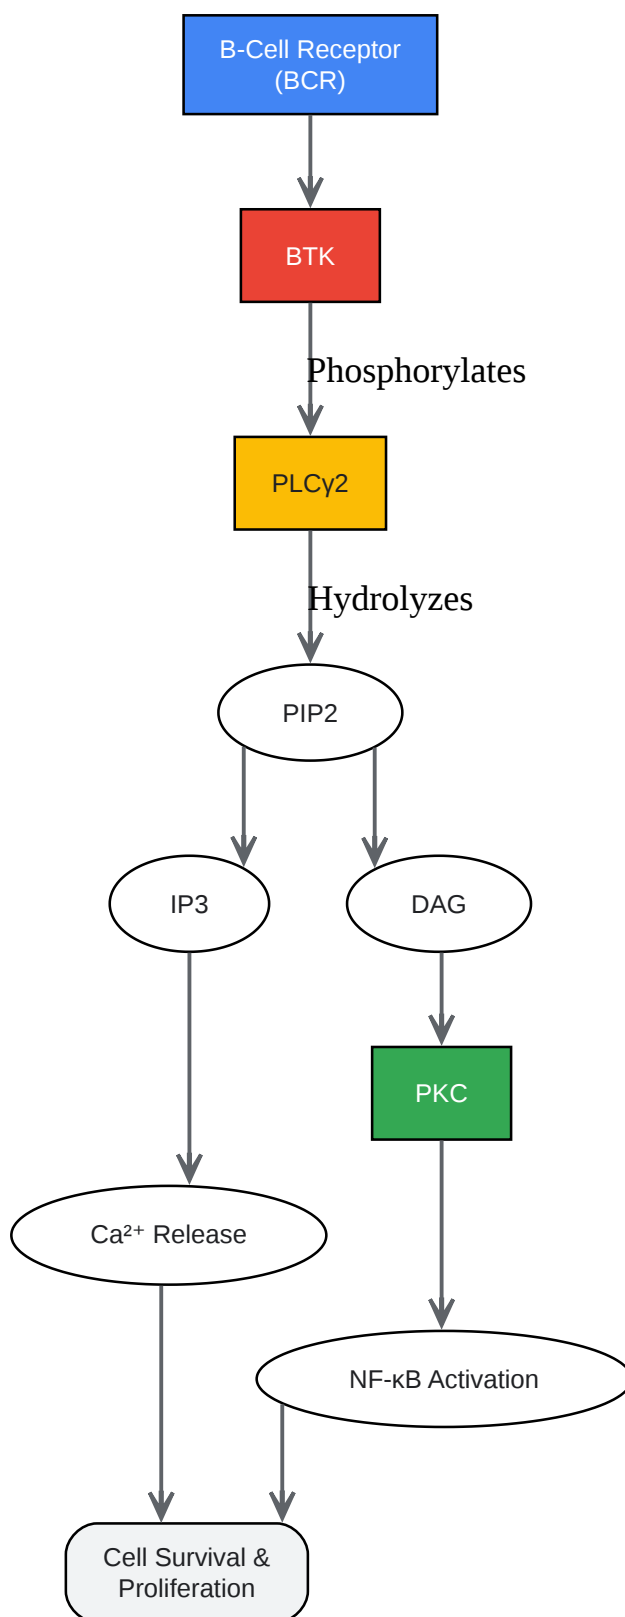 B-Cell Receptor
(BCR)
BTK
Phosphorylates
PLCγ2
Hydrolyzes
PIP2
IP3
DAG
PKC
Ca²⁺ Release
NF-κB Activation
Cell Survival &
Proliferation